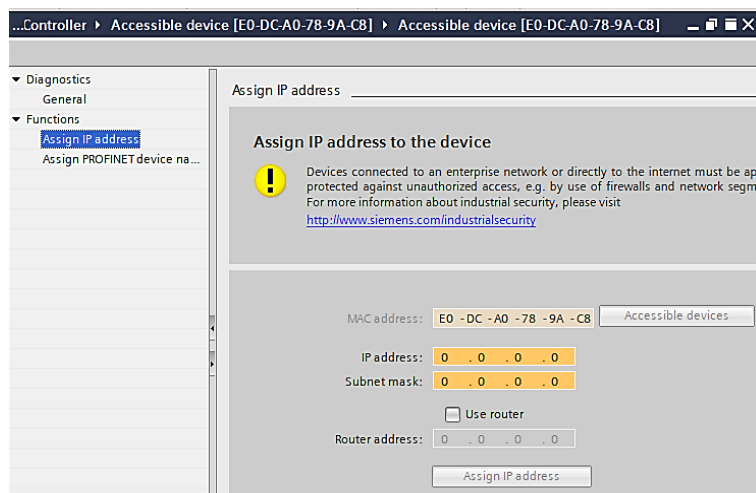 ...Controller ▸ Accessible device [E0-DC-A0-78-9A-C8] ▸ Accessible device [E0-DC-A0-78-9A-C8]
Diagnostics
General
Functions
Assign IP address
Assign PROFINET device na...
Assign IP address
Assign IP address to the device
Devices connected to an enterprise network or directly to the internet must be ap
protected against unauthorized access, e.g. by use of firewalls and network segm
For more information about industrial security, please visit
http://www.siemens.com/industrialsecurity
MAC address: E0 -DC -A0 -78 -9A -C8 Accessible devices
IP address: 0 .0 .0 .0
Subnet mask: 0 .0 .0 .0
Use router
Router address: 0 .0 .0 .0
Assign IP address